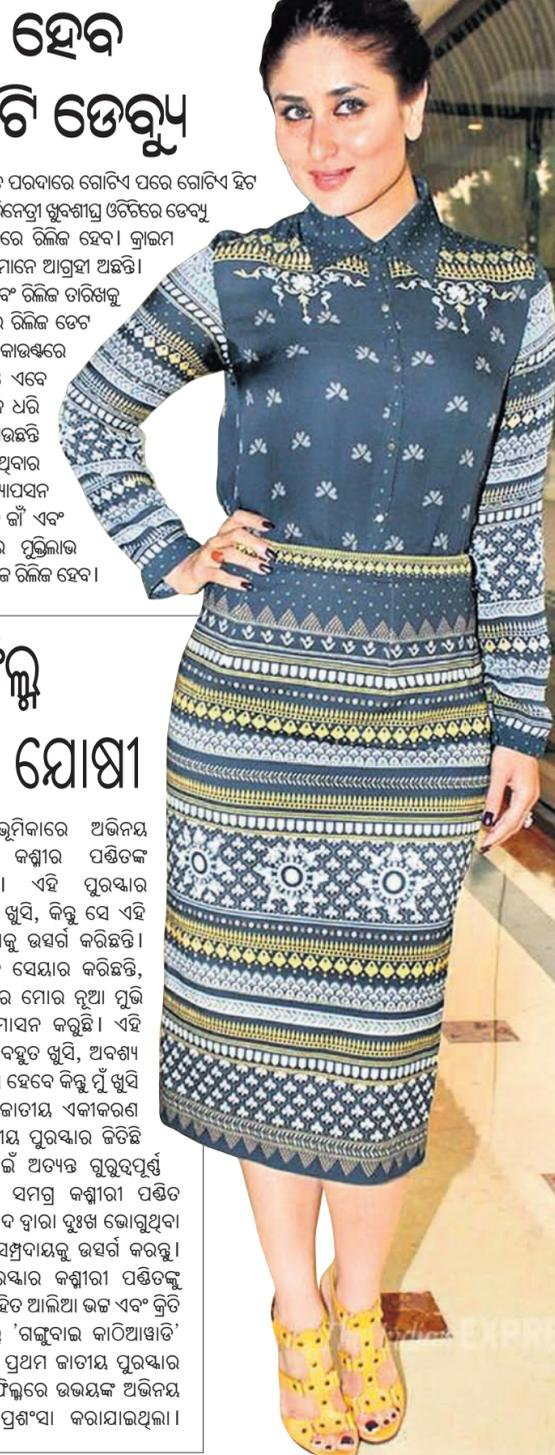 ହେବ
ଡେବ୍ୟୁ
ପରଦାରେ ଗୋଟିଏ ପରେ ଗୋଟିଏ ହିଟ
ଖୁବଶୀଘ୍ର ଓଟିଟିରେ ଡେବ୍ୟୁ
ରିଲିଜ ହେବ। କ୍ରାଇମ
ମାନେ ଆଗ୍ରହୀ ଅଛନ୍ତି।
ରିଲିଜ ତାରିଖକୁ
ରିଲିଜ ଡେଟ
କାଉଣ୍ଟରେ
ଏବେ
ଧରି
ଉଛନ୍ତି
ଥିବାର
ୟାପସନ
ଜାଁ ଏବଂ
ମୁକ୍ତିଲାଭ
ରିଲିଜ ହେବ।
ଯୋଷୀ
ଭୂମିକାରେ ଅଭିନୟ
କଶ୍ମୀର ପଣ୍ଡିତଙ୍କ
। ଏହି ପୁରସ୍କାର
ଖୁସି, କିନ୍ତୁ ସେ ଏହି
କୁ ଉତ୍ସର୍ଗ କରିଛନ୍ତି।
ସେୟାର କରିଛନ୍ତି,
ର ମୋର ନୂଆ ମୁଭି
ମାସନ କରୁଛି। ଏହି
ବହୁତ ଖୁସି, ଅବଶ୍ୟ
ହେବେ କିନ୍ତୁ ମୁଁ ଖୁସି
ଜାତୀୟ ଏକୀକରଣ
ୀୟ ପୁରସ୍କାର ଜିତିଛି
ଇଁ ଅତ୍ୟନ୍ତ ଗୁରୁତ୍ୱପୂର୍ଣ୍ଣ
ସମଗ୍ର କଶ୍ମୀରୀ ପଣ୍ଡିତ
ଦ ଦ୍ୱାରା ଦୁଃଖ ଭୋଗୁଥିବା
ସମ୍ପ୍ରଦାୟକୁ ଉତ୍ସର୍ଗ କରନ୍ତୁ।
ରସ୍କାର କଶ୍ମୀରୀ ପଣ୍ଡିତଙ୍କୁ
ହିତ ଆଲିଆ ଭଟ୍ଟ ଏବଂ କ୍ରିତି
'ଗଙ୍ଗୁବାଇ କାଠିଆୱାଡି'
ପ୍ରଥମ ଜାତୀୟ ପୁରସ୍କାର
ଫିଲ୍ମରେ ଉଭୟଙ୍କ ଅଭିନୟ
ପ୍ରଶଂସା କରାଯାଇଥିଲା।